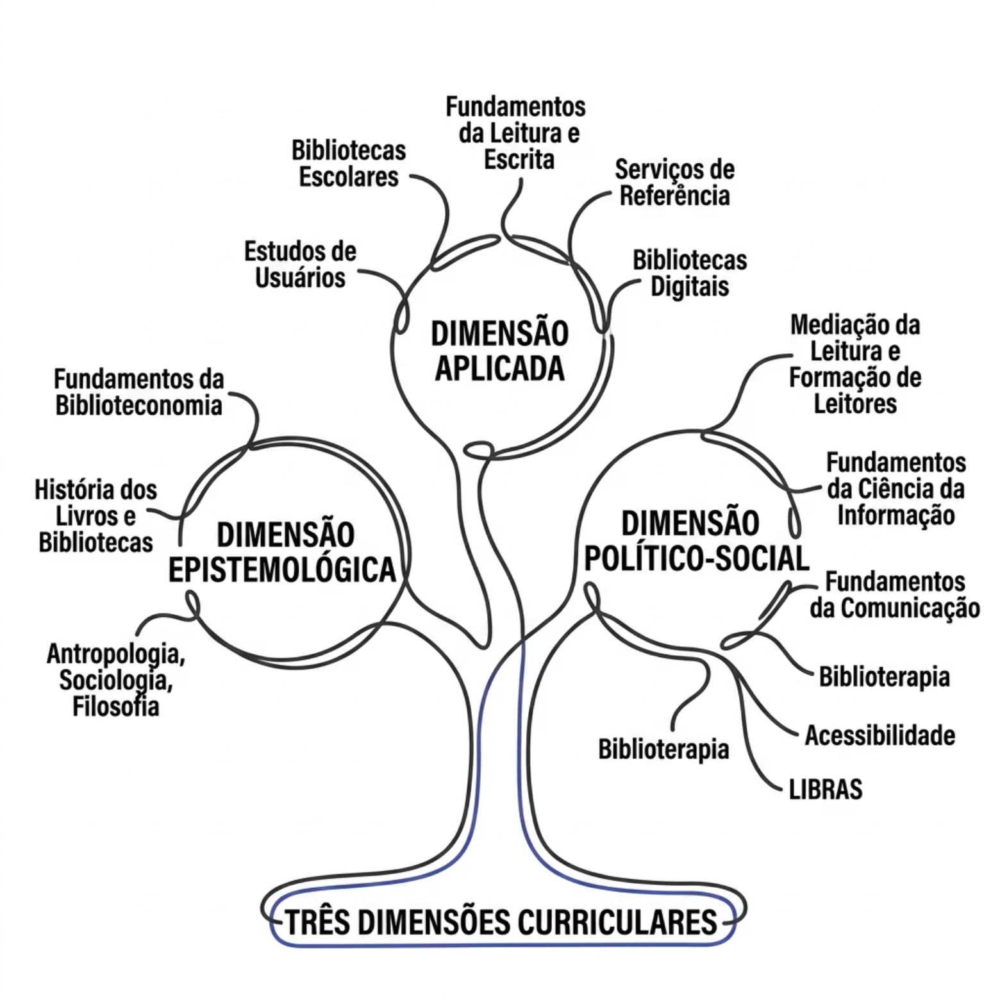 Fundamentos
da Leitura e
Escrita
Bibliotecas
Escolares
Serviços de
Referência
Estudos de
Usuários
Bibliotecas
Digitais
DIMENSÃO
APLICADA
Mediação da
Leitura e
Formação de
Leitores
Fundamentos da
Biblioteconomia
História dos
Livros e
Bibliotecas
DIMENSÃO
EPISTEMOLÓGICA
Antropologia,
Sociologia,
Filosofia
Fundamentos
da Ciência da
Informação
DIMENSÃO
POLÍTICO-SOCIAL
Fundamentos
da Comunicação
Biblioterapia
Acessibilidade
Biblioterapia
LIBRAS
TRÊS DIMENSÕES CURRICULARES